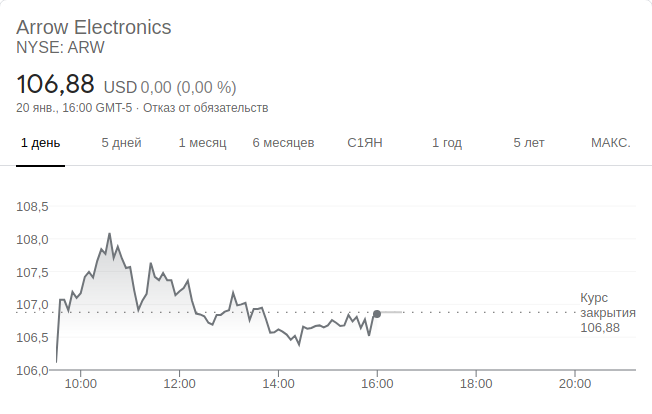 Arrow Electronics
NYSE: ARW
106,88 USD 0,00 (0,00 %)
20 янв., 16:00 GMT-5 · Отказ от обязательств
1 день 5 дней 1 месяц 6 месяцев С1ЯН 1 год 5 лет МАКС.
108,5
108,0
107,5
107,0
106,5
106,0
Курс
закрытия
106,88
10:00 12:00 14:00 16:00 18:00 20:00